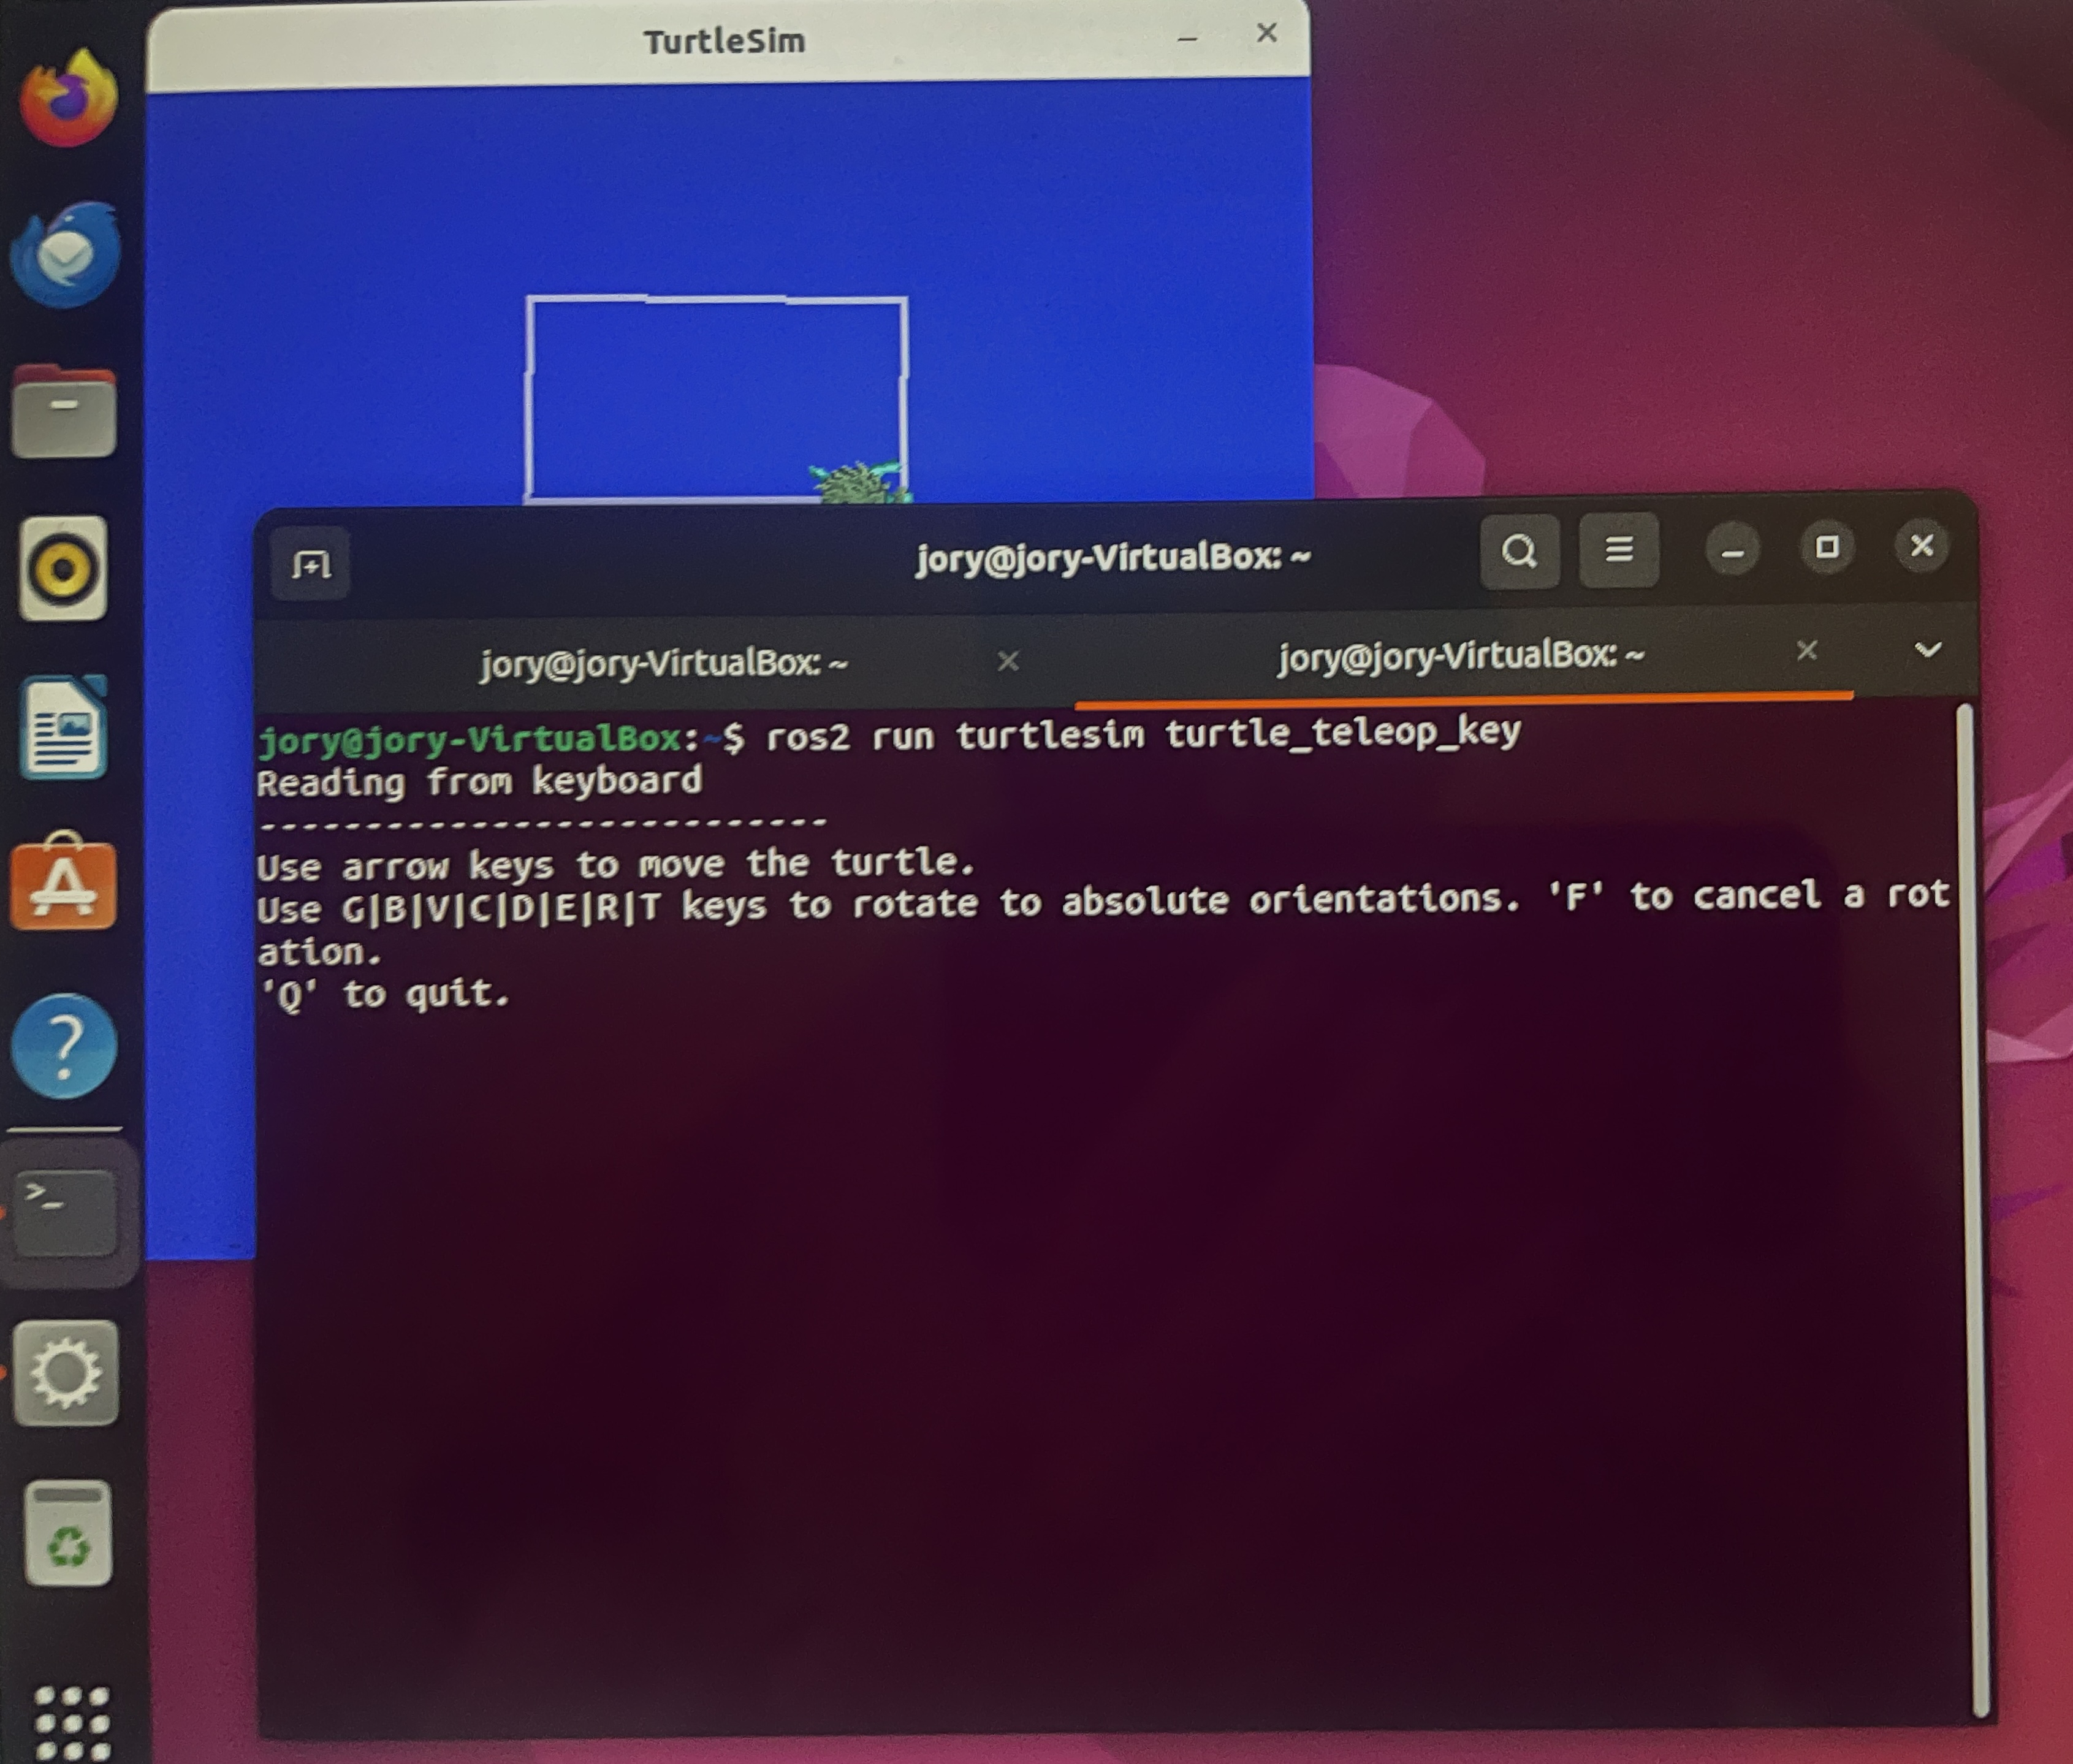 TurtleSim
jory@jory-VirtualBox: ~
jory@jory-VirtualBox: ~
jory@jory-VirtualBox: ~
jory@jory-VirtualBox:~$ ros2 run turtlesim turtle_teleop_key
Reading from keyboard
---------------------------
Use arrow keys to move the turtle.
Use G|B|V|C|D|E|R|T keys to rotate to absolute orientations. 'F' to cancel a rot
ation.
'Q' to quit.